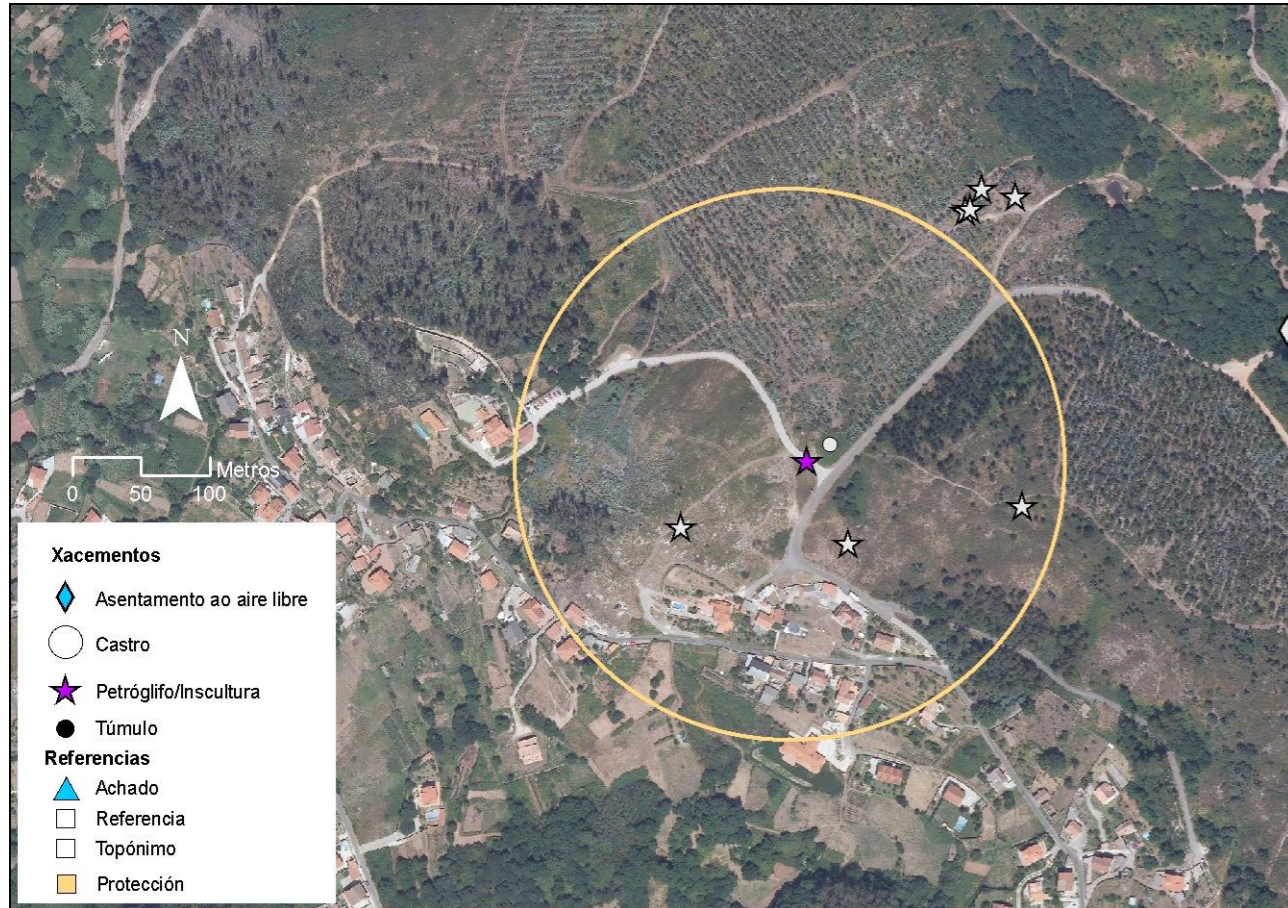 N
Metros
0 50 100
Xacementos
Asentamento ao aire libre
Castro
Petróglifo/Inscultura
Túmulo
Referencias
Achado
Referencia
Topónimo
Protección